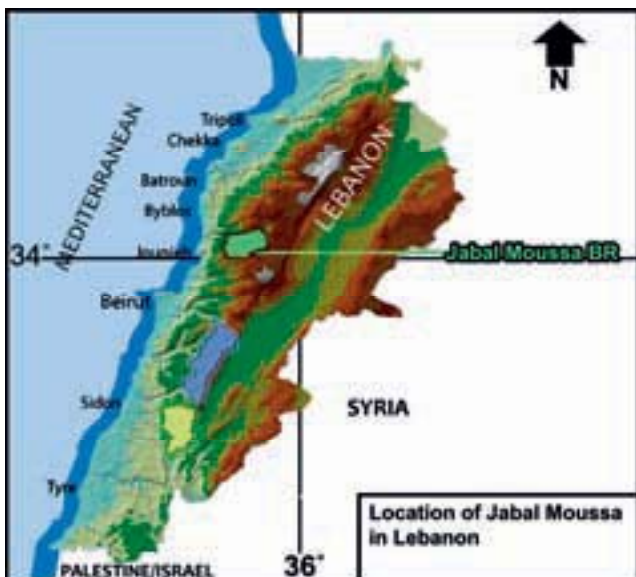 N
MEDITERRANEAN
Tripoli
Chekka
Batroun
Byblos
LEBANON
34°
Jounieh
Jabal Moussa BR
Beirut
Sidon
SYRIA
Tyre
Location of Jabal Moussa
in Lebanon
PALESTINE/ISRAEL
36°